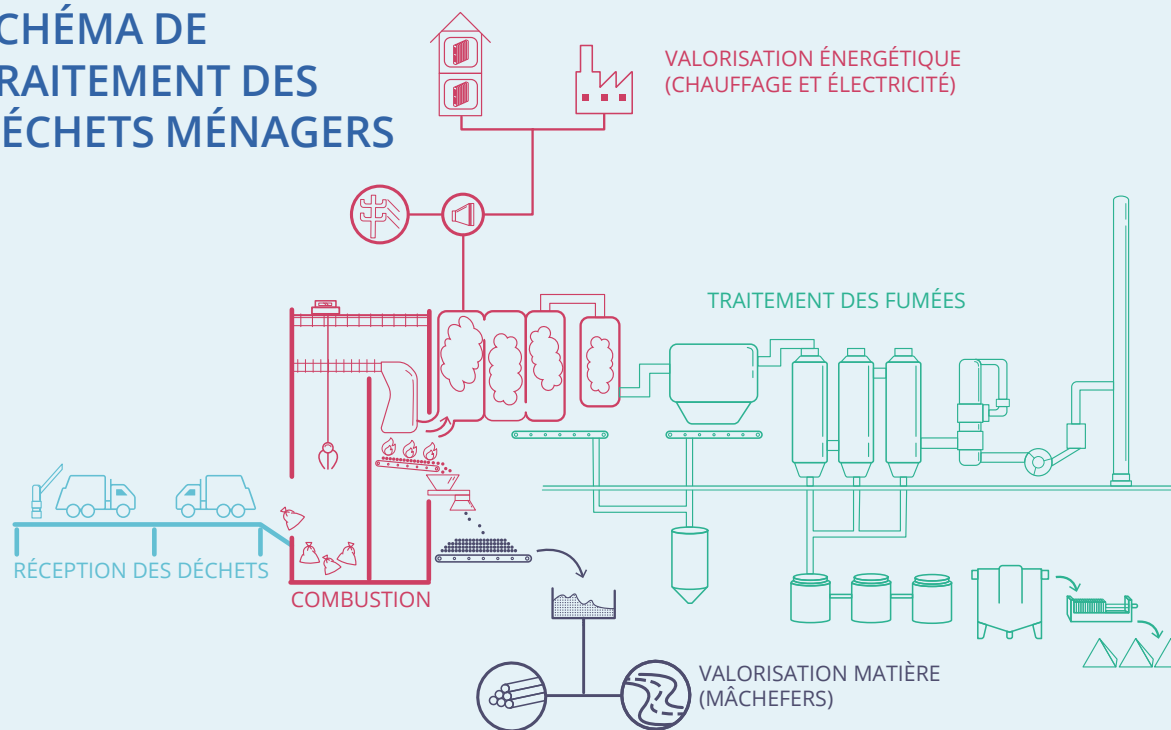 CHÉMA DE
RAITEMENT DES
ÉCHETS MÉNAGERS
VALORISATION ÉNERGÉTIQUE
(CHAUFFAGE ET ÉLECTRICITÉ)
TRAITEMENT DES FUMÉES
RÉCEPTION DES DÉCHETS
COMBUSTION
VALORISATION MATIÈRE
(MÂCHEFERS)